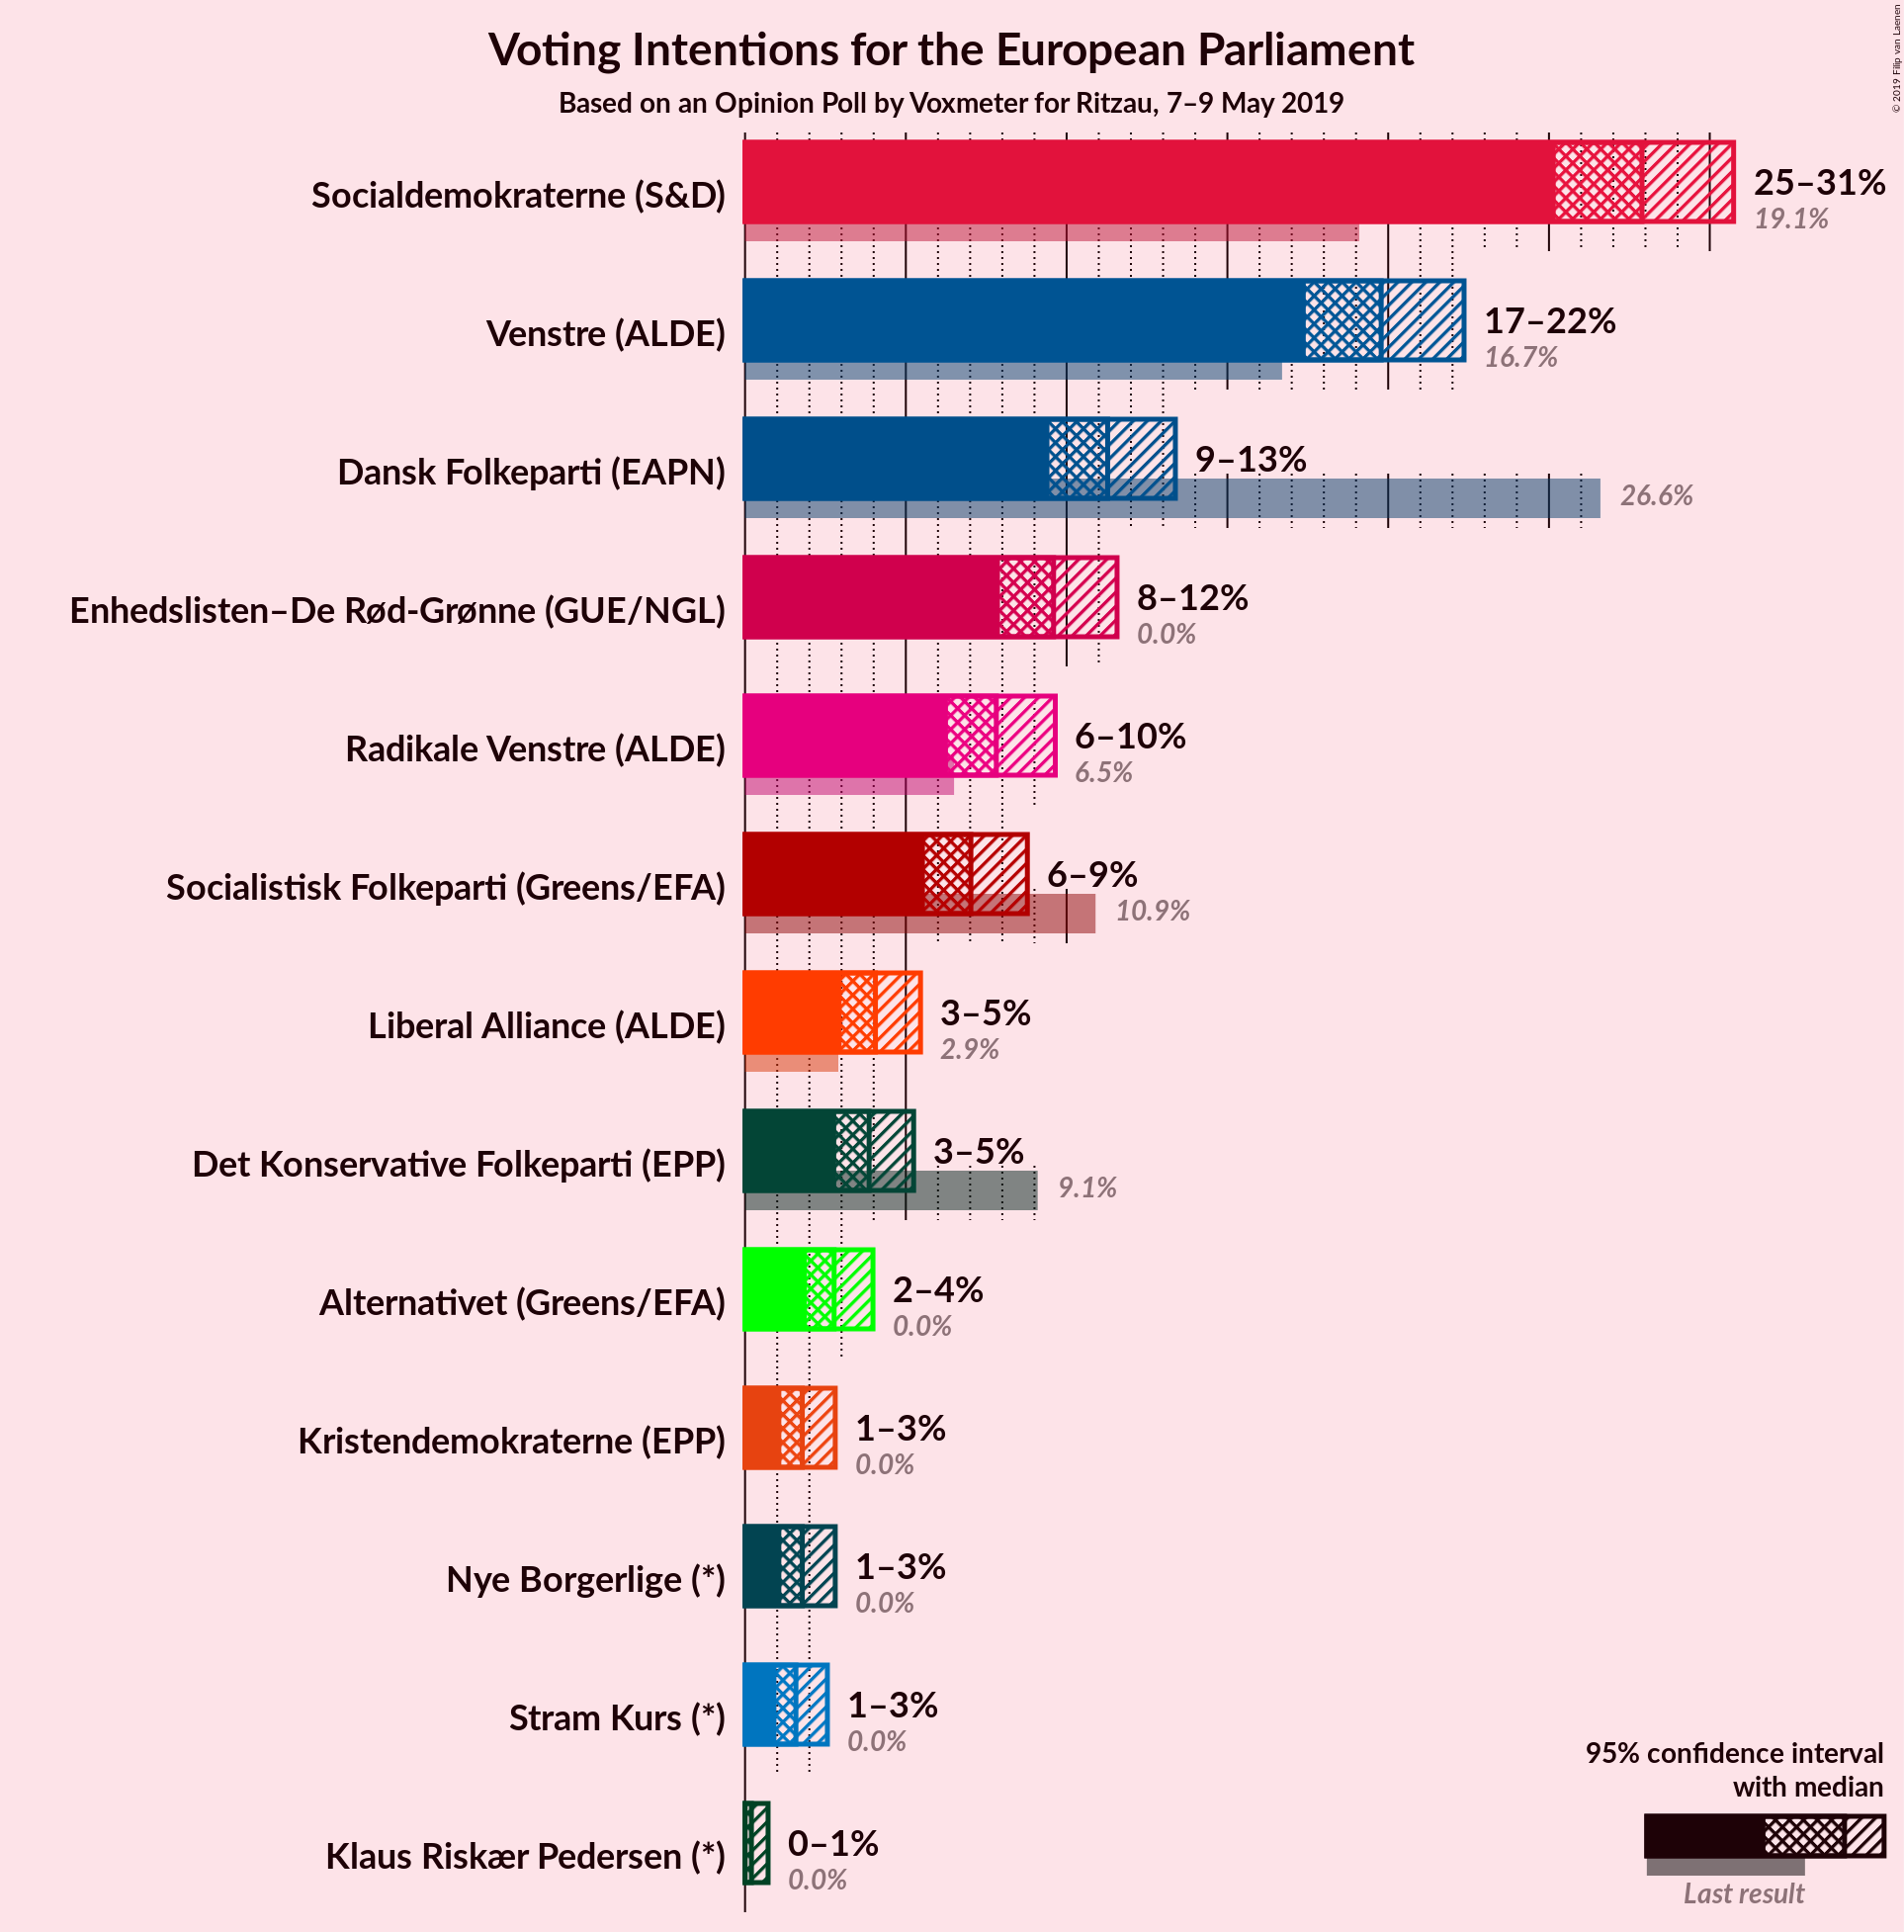 Voting Intentions for the European Parliament
Based on an Opinion Poll by Voxmeter for Ritzau, 7–9 May 2019
© 2019 Filip van Laenen
Socialdemokraterne (S&D)
25–31%
19.1%
Venstre (ALDE)
17–22%
16.7%
Dansk Folkeparti (EAPN)
9–13%
26.6%
Enhedslisten–De Rød-Grønne (GUE/NGL)
8–12%
0.0%
Radikale Venstre (ALDE)
6–10%
6.5%
Socialistisk Folkeparti (Greens/EFA)
6–9%
10.9%
Liberal Alliance (ALDE)
3–5%
2.9%
Det Konservative Folkeparti (EPP)
3–5%
9.1%
Alternativet (Greens/EFA)
2–4%
0.0%
Kristendemokraterne (EPP)
1–3%
0.0%
Nye Borgerlige (*)
1–3%
0.0%
Stram Kurs (*)
1–3%
0.0%
Klaus Riskær Pedersen (*)
0–1%
0.0%
95% confidence interval
with median
Last result